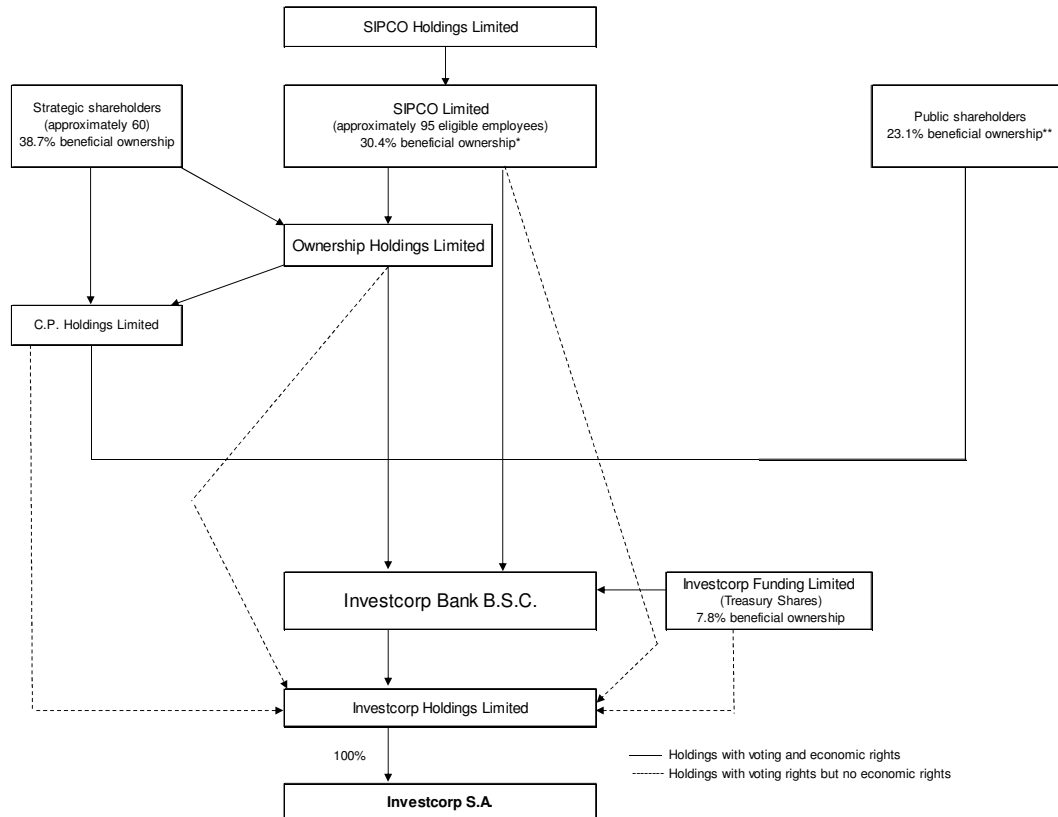 SIPCO Holdings Limited
Strategic shareholders
(approximately 60)
38.7% beneficial ownership
SIPCO Limited
(approximately 95 eligible employees)
30.4% beneficial ownership*
Public shareholders
23.1% beneficial ownership**
Ownership Holdings Limited
C.P. Holdings Limited
Investcorp Bank B.S.C.
Investcorp Funding Limited
(Treasury Shares)
7.8% beneficial ownership
Investcorp Holdings Limited
100%
Holdings with voting and economic rights
Holdings with voting rights but no economic rights
Investcorp S.A.